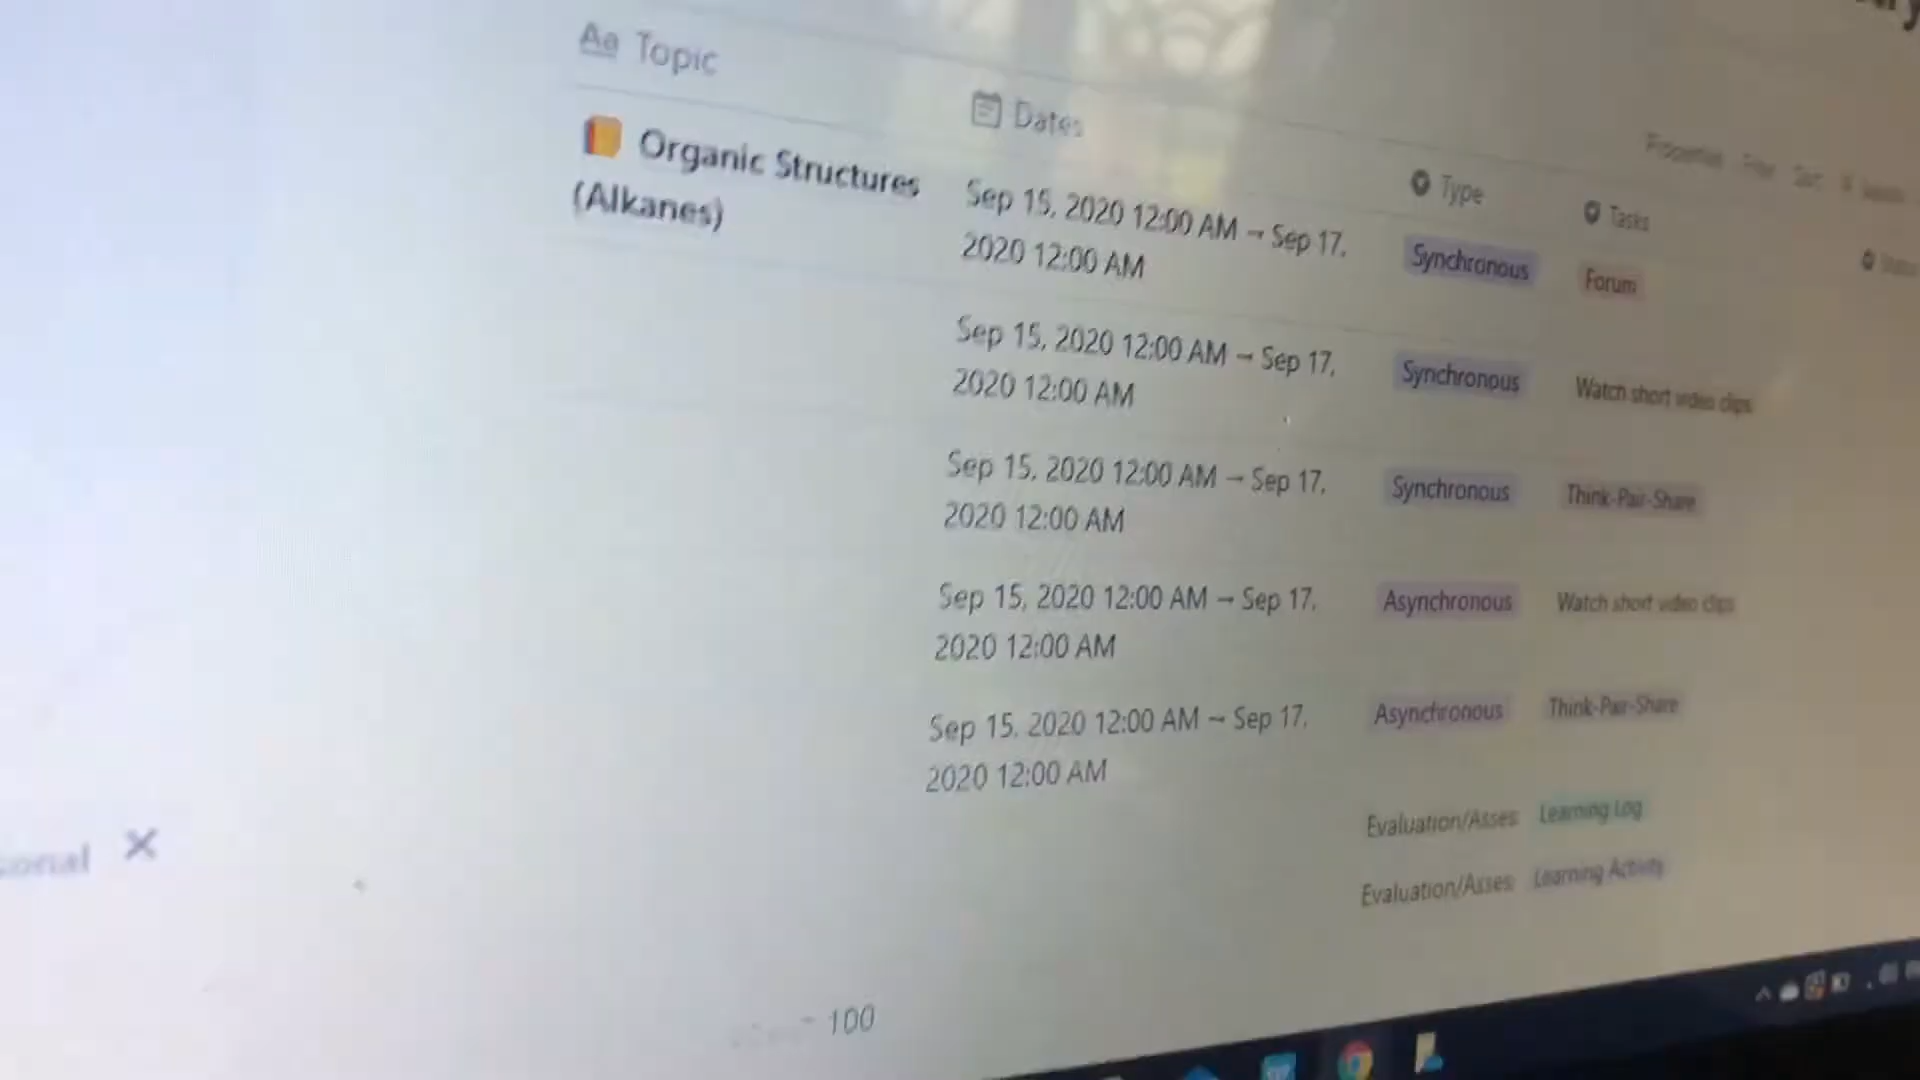 Aa Topic
Dates
Type
Tasks
Properties
Organic Structures
(Alkanes)
Sep 15, 2020 12:00 AM → Sep 17,
2020 12:00 AM
Synchronous
Forum
Sep 15, 2020 12:00 AM → Sep 17,
2020 12:00 AM
Synchronous
Watch short video clips
Sep 15, 2020 12:00 AM → Sep 17,
2020 12:00 AM
Synchronous
Think-Pair-Share
Sep 15, 2020 12:00 AM → Sep 17,
2020 12:00 AM
Asynchronous
Watch short video clips
Sep 15, 2020 12:00 AM → Sep 17,
2020 12:00 AM
Asynchronous
Think-Pair-Share
Evaluation/Asses
Learning Log
Evaluation/Asses
Learning Activity
100